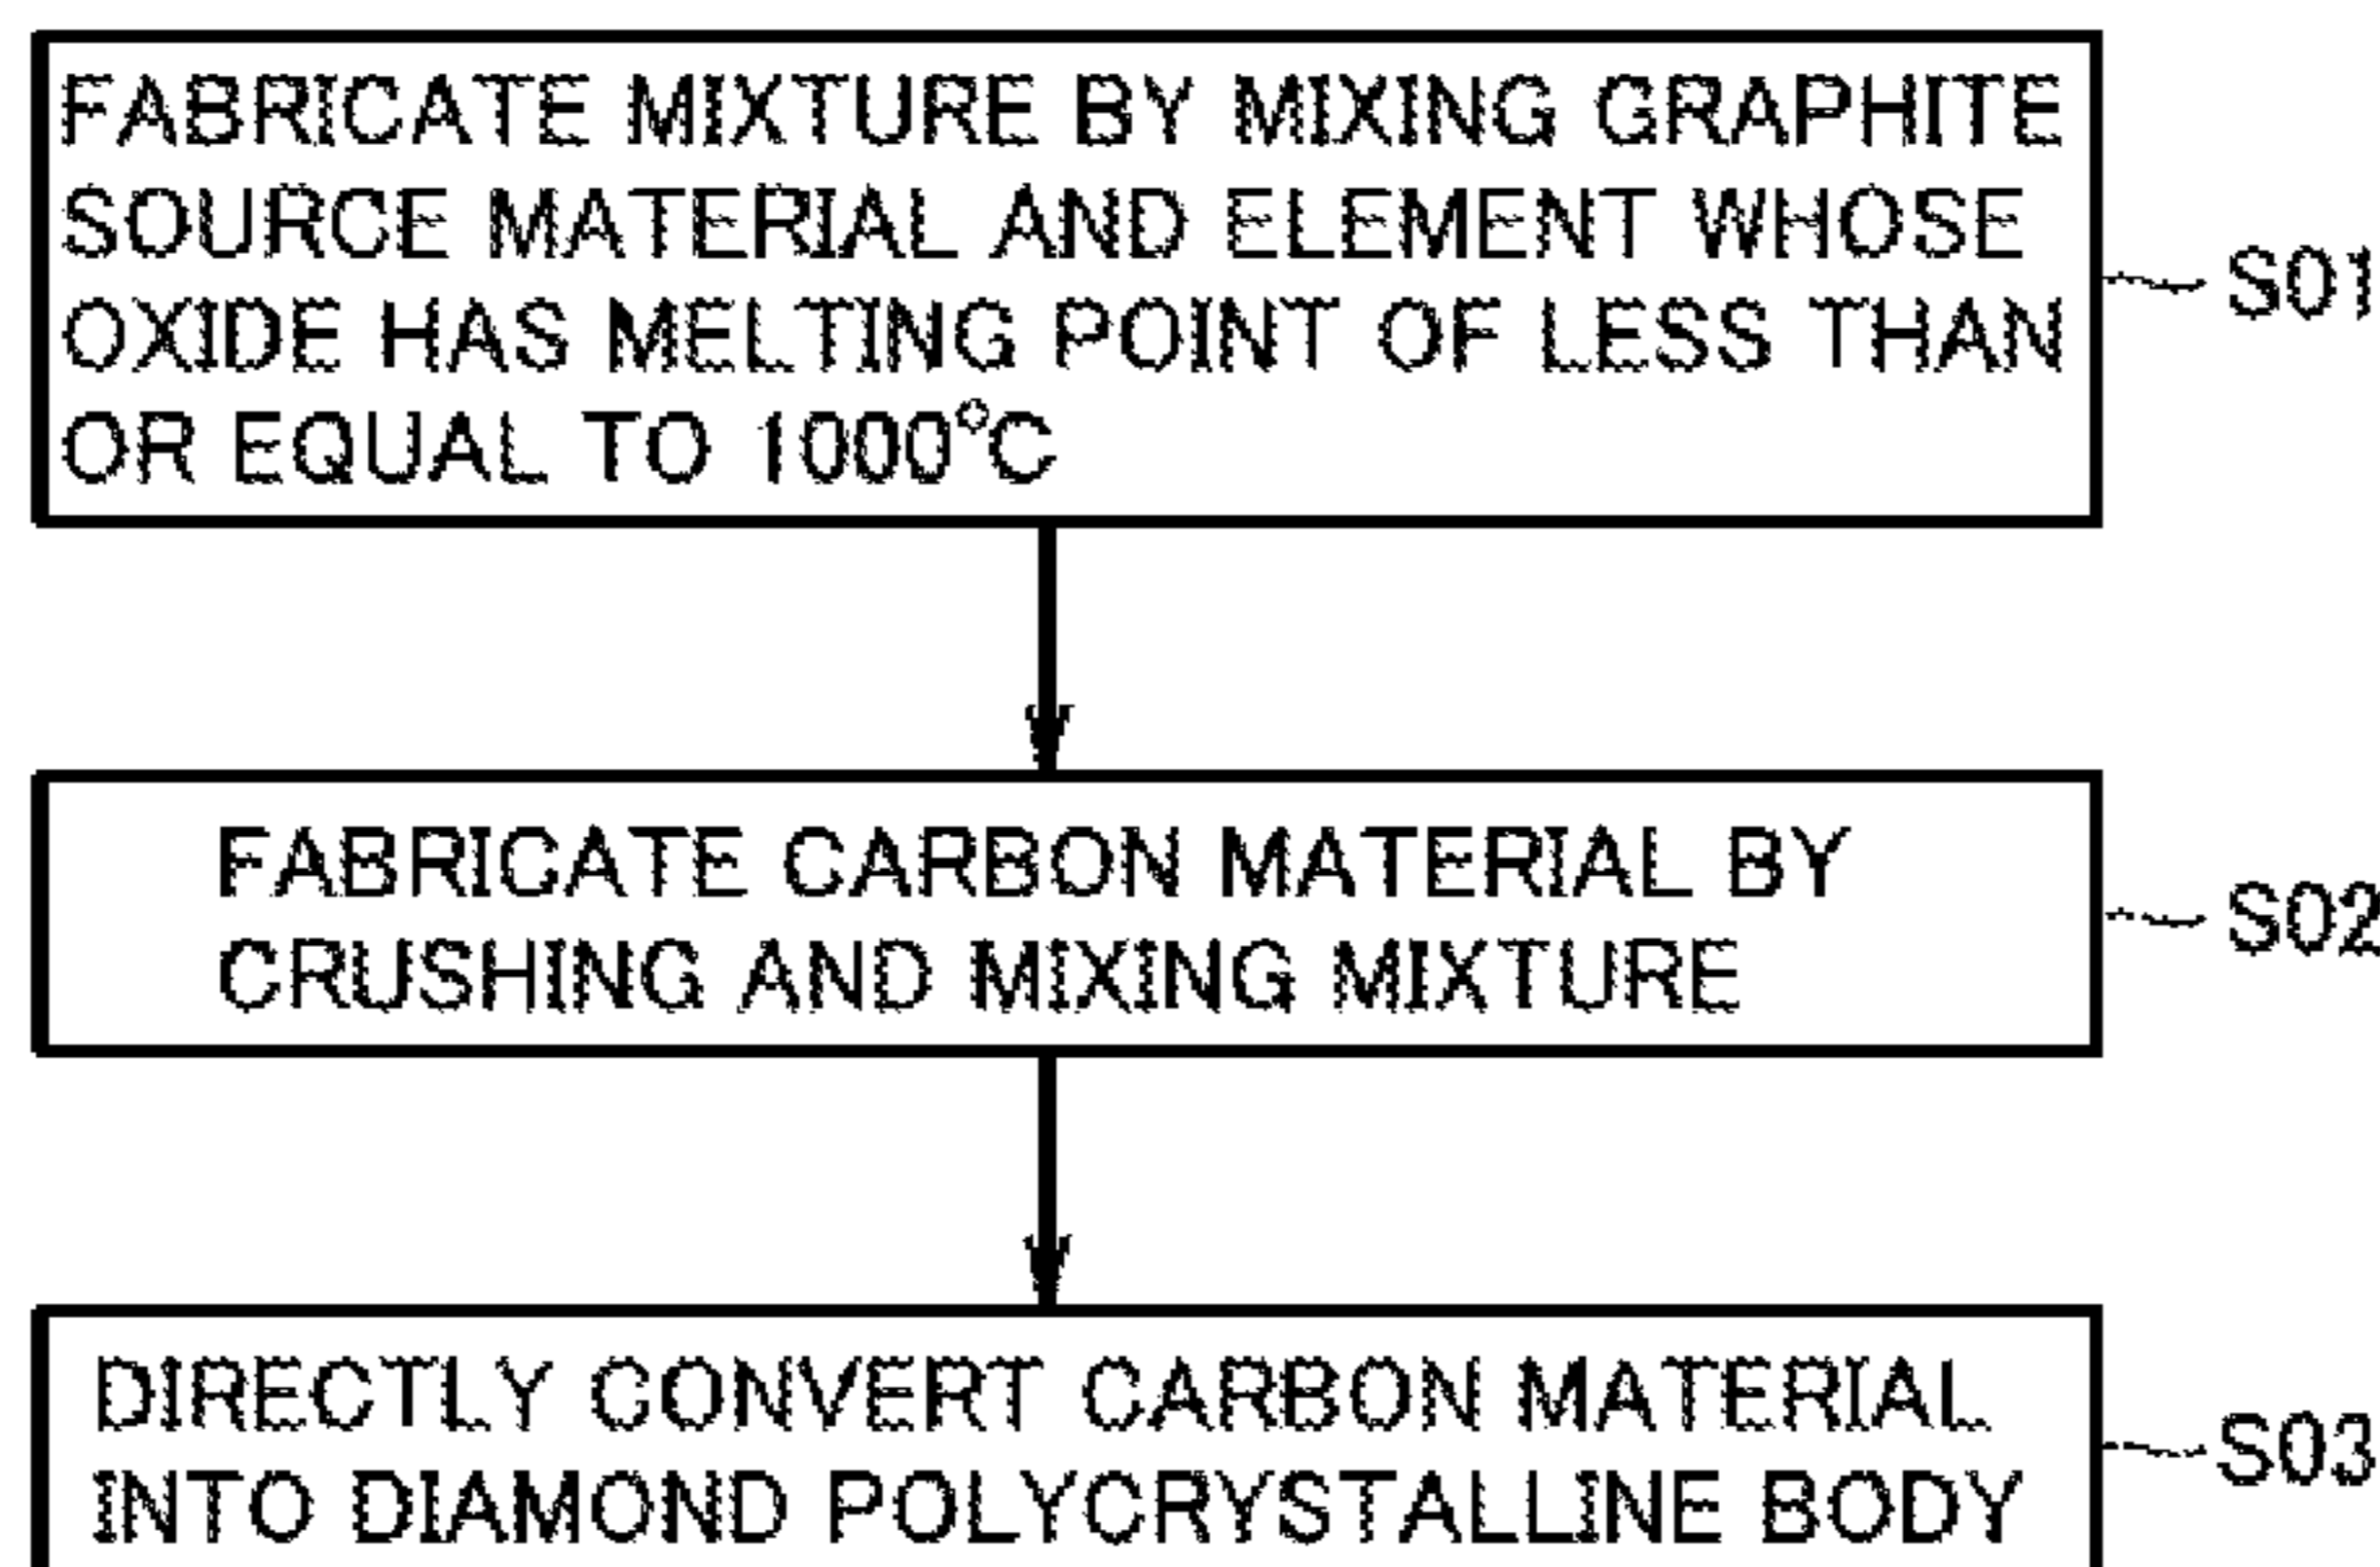 FABRICATE MIXTURE BY MIXING GRAPHITE
SOURCE MATERIAL AND ELEMENT WHOSE
OXIDE HAS MELTING POINT OF LESS THAN
OR EQUAL TO 1000°C
S01
FABRICATE CARBON MATERIAL BY
CRUSHING AND MIXING MIXTURE
S02
DIRECTLY CONVERT CARBON MATERIAL
INTO DIAMOND POLYCRYSTALLINE BODY
S03